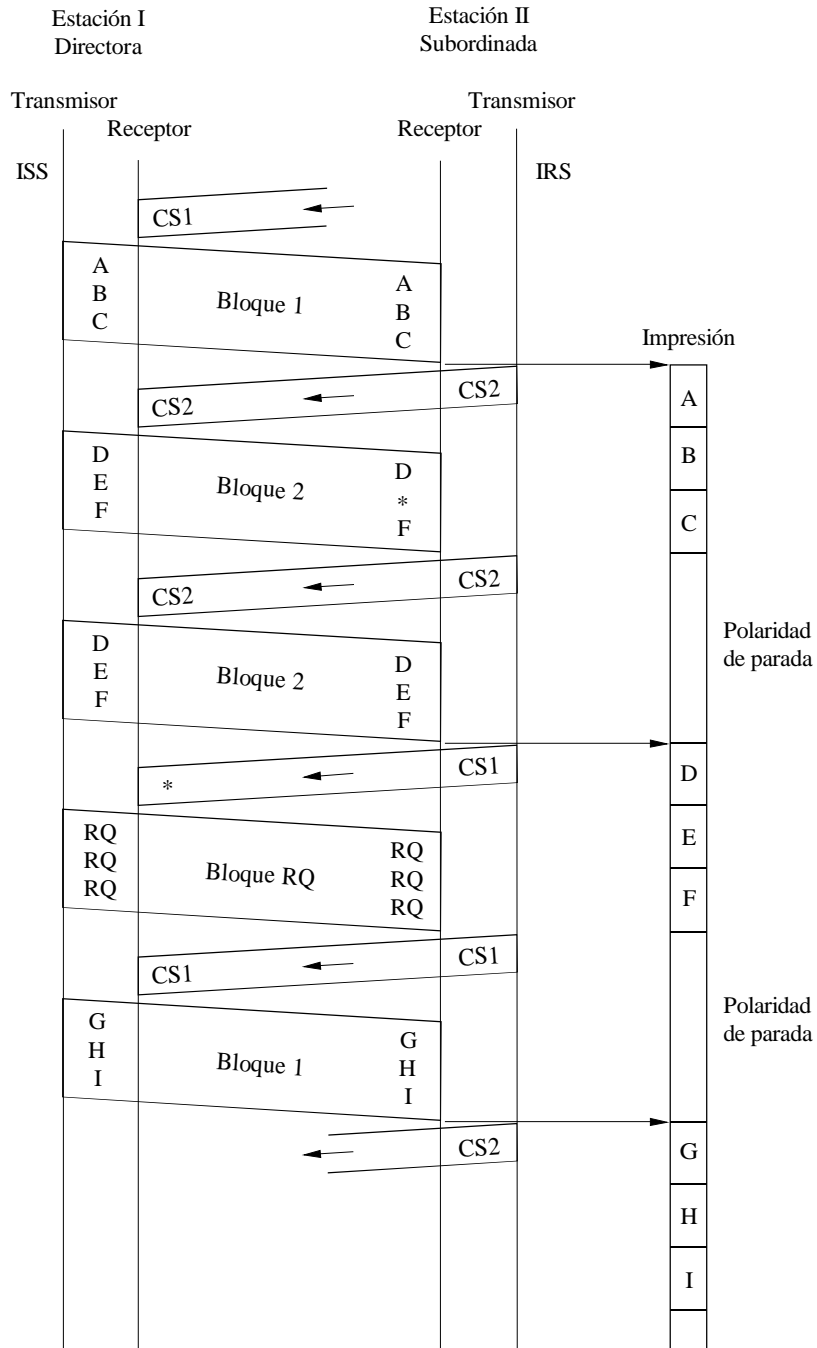 Estación I
Directora
Estación II
Subordinada
Transmisor
Receptor
Receptor
Transmisor
ISS
IRS
CS1
A
B
C
Bloque 1
A
B
C
Impresión
CS2
CS2
A
B
C
D
E
F
Bloque 2
D
*
F
CS2
CS2
Polaridad
de parada
D
E
F
Bloque 2
D
E
F
*
CS1
D
E
F
RQ
RQ
RQ
Bloque RQ
RQ
RQ
RQ
CS1
CS1
Polaridad
de parada
G
H
I
Bloque 1
G
H
I
CS2
G
H
I